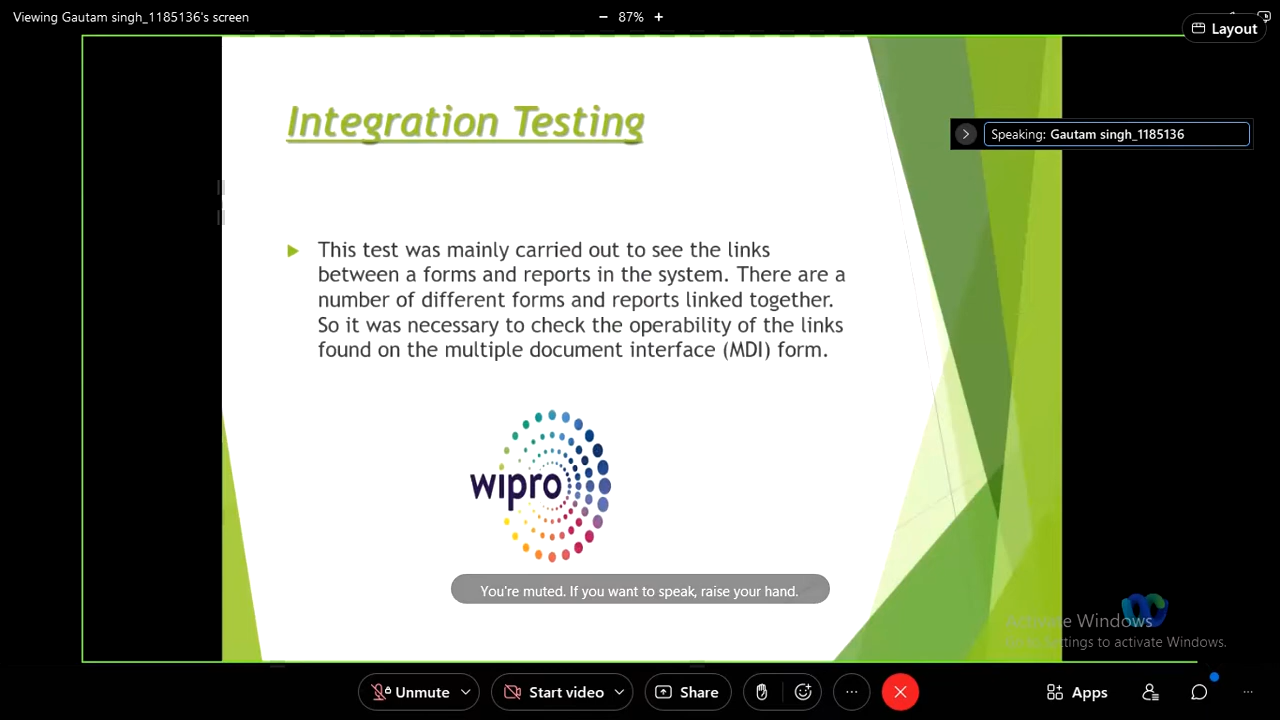 Viewing Gautam singh_1185136's screen
87%
Layout
Integration Testing
Speaking: Gautam singh_1185136
This test was mainly carried out to see the links
between a forms and reports in the system. There are a
number of different forms and reports linked together.
So it was necessary to check the operability of the links
found on the multiple document interface (MDI) form.
wipro
You're muted. If you want to speak, raise your hand.
Activate Windows
Go to Settings to activate Windows.
Unmute
Start video
Share
Apps